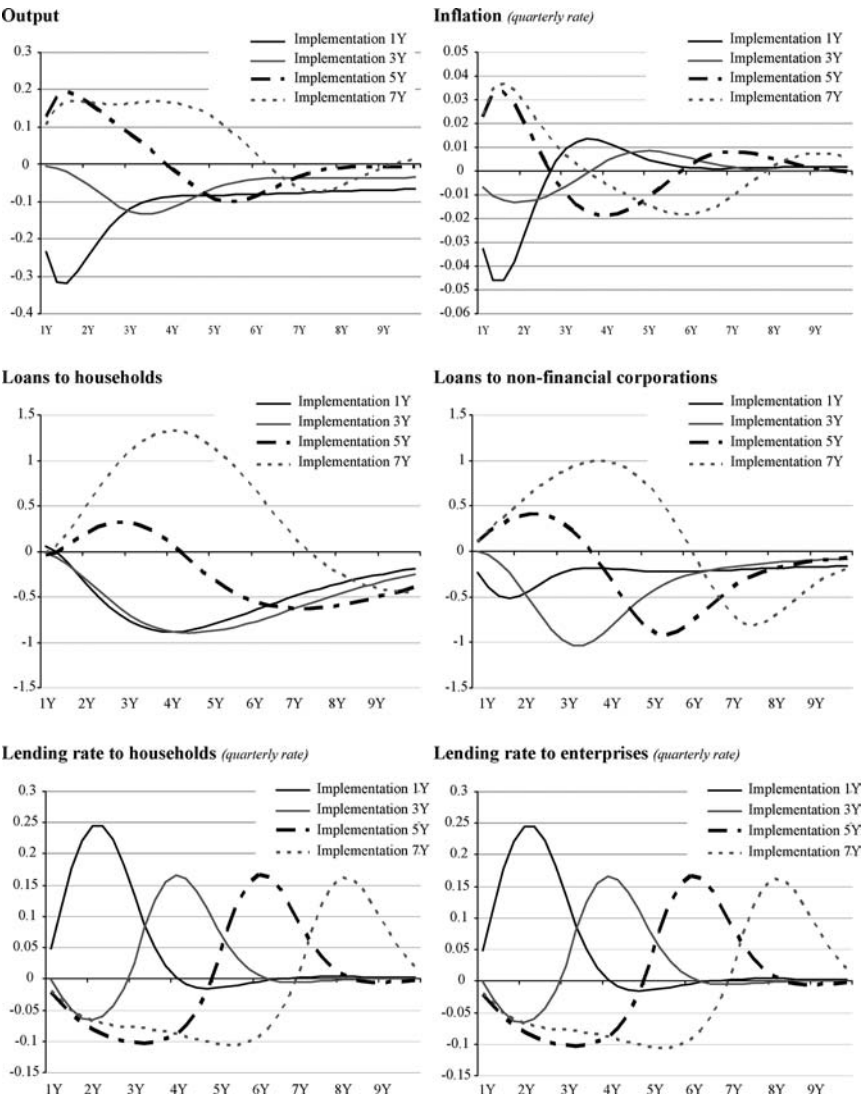 Output
Implementation 1Y
Implementation 3Y
Implementation 5Y
Implementation 7Y
0.3
0.2
0.1
0
-0.1
-0.2
-0.3
-0.4
1Y 2Y 3Y 4Y 5Y 6Y 7Y 8Y 9Y
Inflation (quarterly rate)
Implementation 1Y
Implementation 3Y
Implementation 5Y
Implementation 7Y
0.05
0.04
0.03
0.02
0.01
0
-0.01
-0.02
-0.03
-0.04
-0.05
-0.06
1Y 2Y 3Y 4Y 5Y 6Y 7Y 8Y 9Y
Loans to households
Implementation 1Y
Implementation 3Y
Implementation 5Y
Implementation 7Y
1.5
1
0.5
0
-0.5
-1
-1.5
1Y 2Y 3Y 4Y 5Y 6Y 7Y 8Y 9Y
Loans to non-financial corporations
Implementation 1Y
Implementation 3Y
Implementation 5Y
Implementation 7Y
1.5
1
0.5
0
-0.5
-1
-1.5
1Y 2Y 3Y 4Y 5Y 6Y 7Y 8Y 9Y
Lending rate to households (quarterly rate)
Implementation 1Y
Implementation 3Y
Implementation 5Y
Implementation 7Y
0.3
0.25
0.2
0.15
0.1
0.05
0
-0.05
-0.1
-0.15
1Y 2Y 3Y 4Y 5Y 6Y 7Y 8Y 9Y
Lending rate to enterprises (quarterly rate)
Implementation 1Y
Implementation 3Y
Implementation 5Y
Implementation 7Y
0.3
0.25
0.2
0.15
0.1
0.05
0
-0.05
-0.1
-0.15
1Y 2Y 3Y 4Y 5Y 6Y 7Y 8Y 9Y